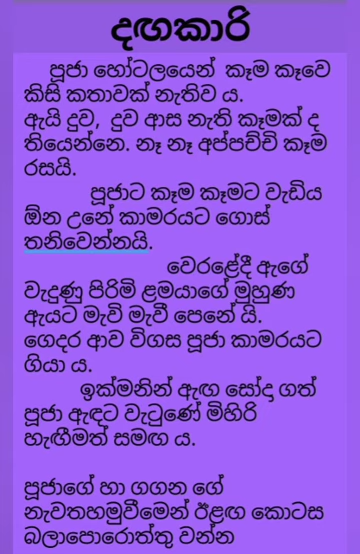 දඟකාරි
පූජා හෝටලයෙන් කෑම කෑවෙ
කිසි කතාවක් නැතිව ය.
ඇයි දුව, දුව ආස නැති කෑමක් ද
තියෙන්නෙ. නෑ නෑ අප්පච්චි කෑම
රසයි.
පූජාට කෑම කෑමට වැඩිය
ඕන උනේ කාමරයට ගොස්
තනිවෙන්නයි.
වෙරළේදී ඇගේ
වැදුණු පිරිමි ළමයාගේ මුහුණ
ඇයට මැවි මැවී පෙනේ යි.
ගෙදර ආව විගස පූජා කාමරයට
ගියා ය.
ඉක්මනින් ඇඟ සෝදා ගත්
පූජා ඇඳට වැටුණේ මිහිරි
හැඟීමත් සමඟ ය.
පූජාගේ හා ගගන ගේ
නැවතහමුවීමෙන් ඊළඟ කොටස
බලාපොරොත්තු වන්න